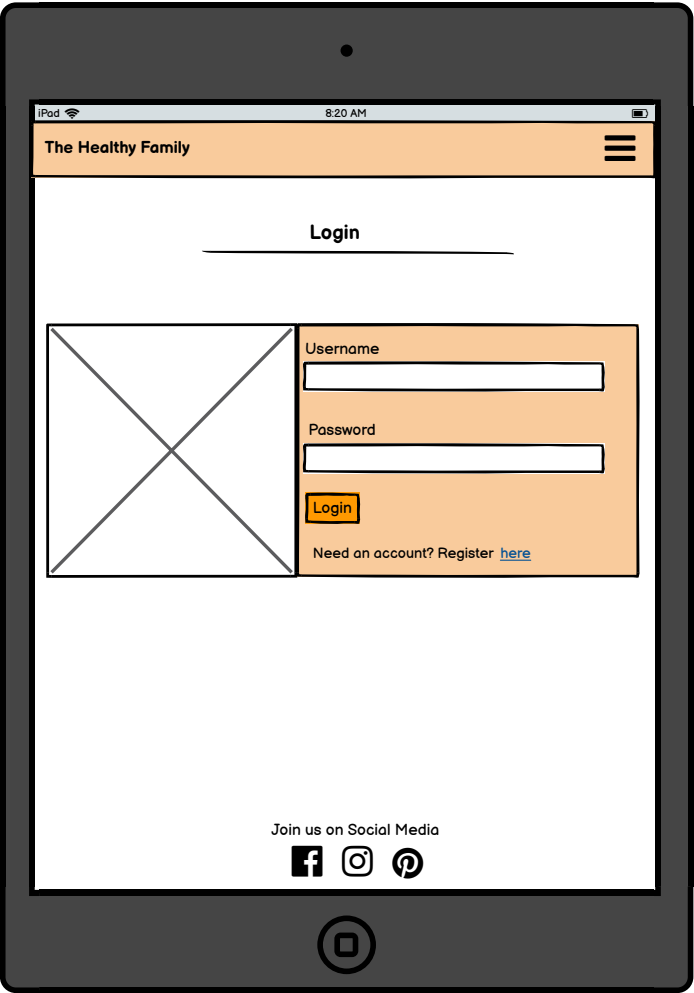 iPad 8:20 AM
The Healthy Family
Login
Username
Password
Login
Need an account? Register here
Join us on Social Media